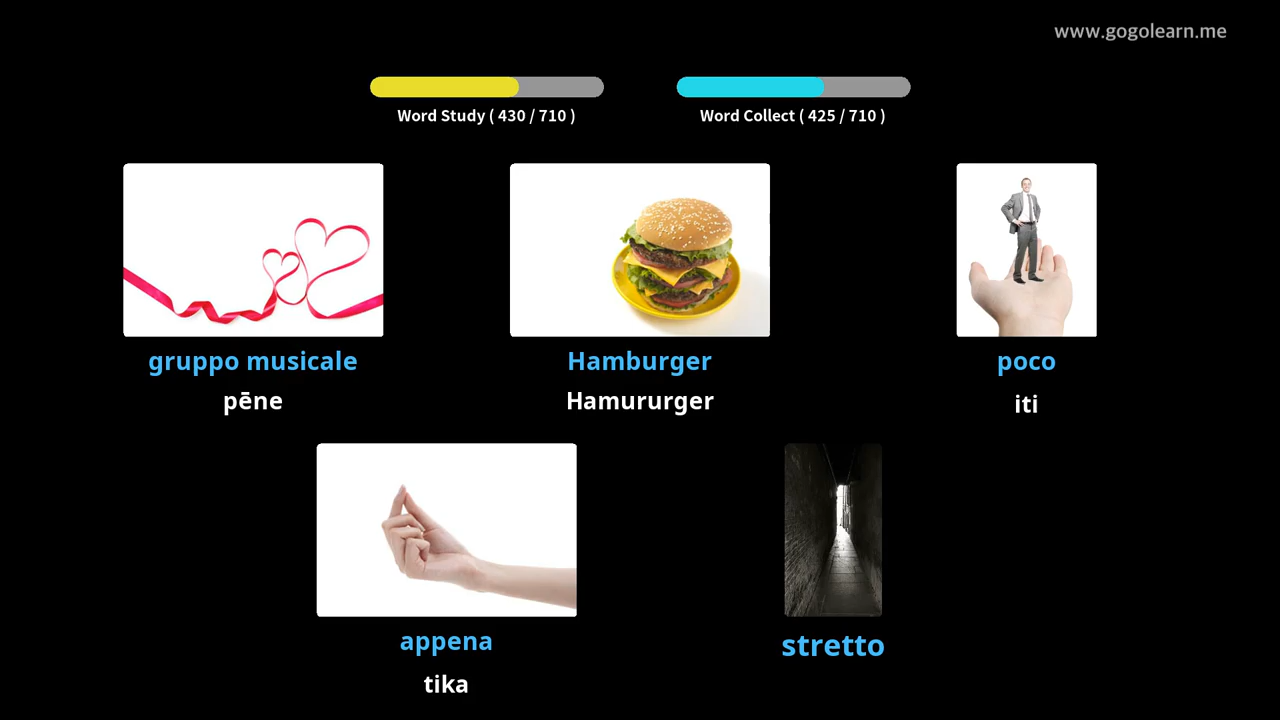 www.gogolearn.me
Word Study ( 430 / 710 )
Word Collect ( 425 / 710 )
gruppo musicale
pēne
Hamburger
Hamururger
poco
iti
appena
tika
stretto